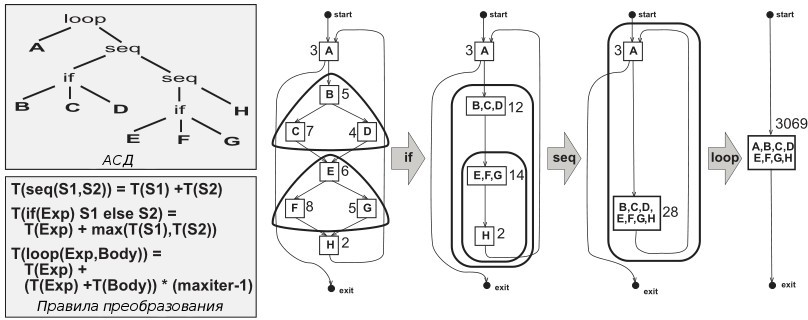 loop
A
seq
if
seq
B
C
D
if
H
E
F
G
АСД
T(seq(S1,S2)) = T(S1) +T(S2)
T(if(Exp) S1 else S2) =
T(Exp) + max(T(S1),T(S2))
T(loop(Exp,Body)) =
T(Exp) +
(T(Exp) +T(Body)) * (maxiter-1)
Правила преобразования
start
3 A
B 5
C 7
4 D
E 6
F 8
5 G
H 2
exit
if
start
3 A
B,C,D 12
E,F,G 14
H 2
exit
seq
start
3 A
B,C,D,
E,F,G,H 28
exit
loop
start
3069
A,B,C,D
E,F,G,H
exit